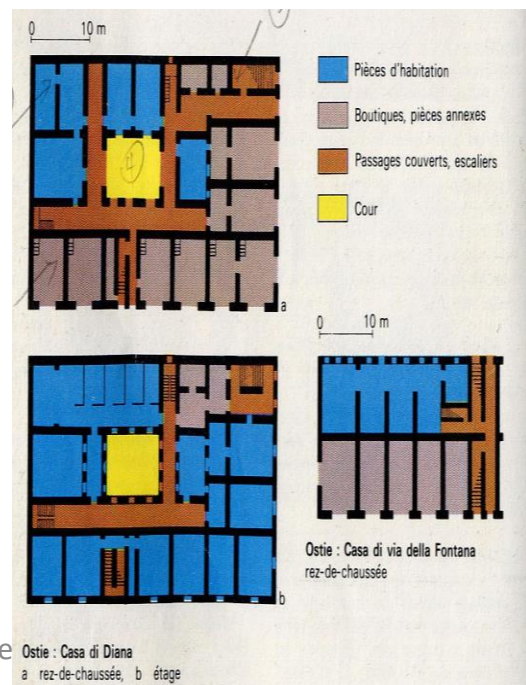 0 10 m
Pièces d'habitation
Boutiques, pièces annexes
Passages couverts, escaliers
Cour
4
a
0 10 m
b
Ostie : Casa di via della Fontana
rez-de-chaussée
e
Ostie : Casa di Diana
a rez-de-chaussée, b étage